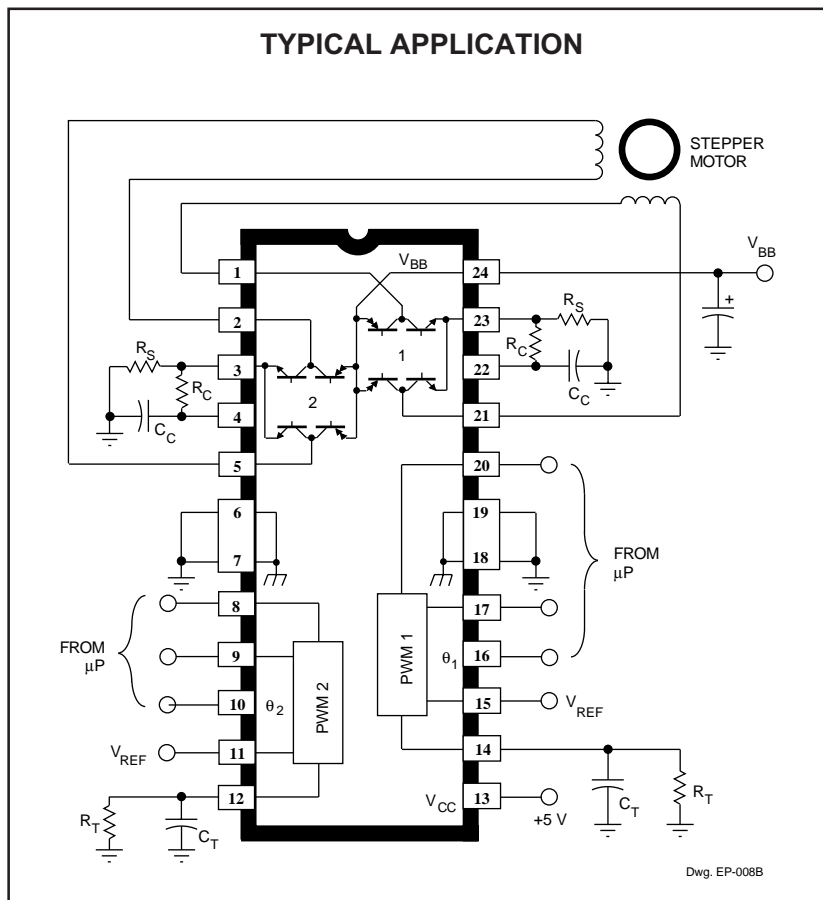 TYPICAL APPLICATION
STEPPER
MOTOR
V_BB
V_BB
1
24
R_S
2
23
R_S
R_C
1
3
22
R_C
C_C
2
4
21
C_C
5
20
6
19
FROM
µP
7
18
8
17
FROM
µP
9
θ_1
16
PWM 1
10
θ_2
PWM 2
15
V_REF
V_REF
11
14
12
V_CC
13
R_T
C_T
C_T
R_T
+5 V
+
Dwg. EP-008B